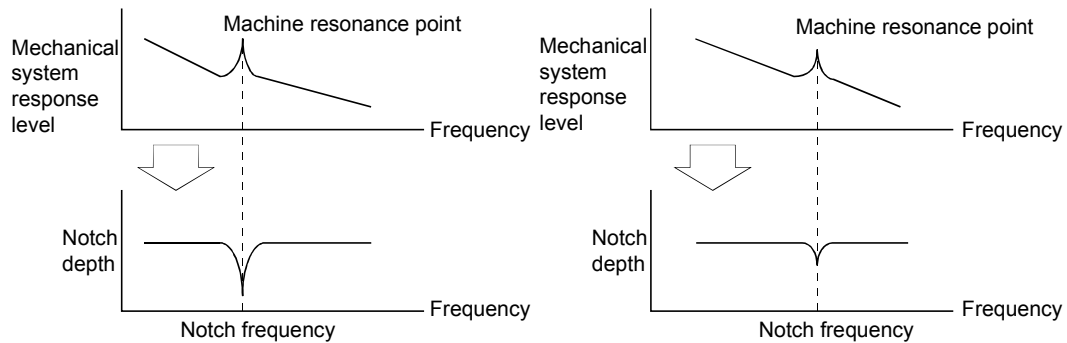 Machine resonance point
Mechanical
system
response
level
Frequency
Notch
depth
Frequency
Notch frequency
Machine resonance point
Mechanical
system
response
level
Frequency
Notch
depth
Frequency
Notch frequency